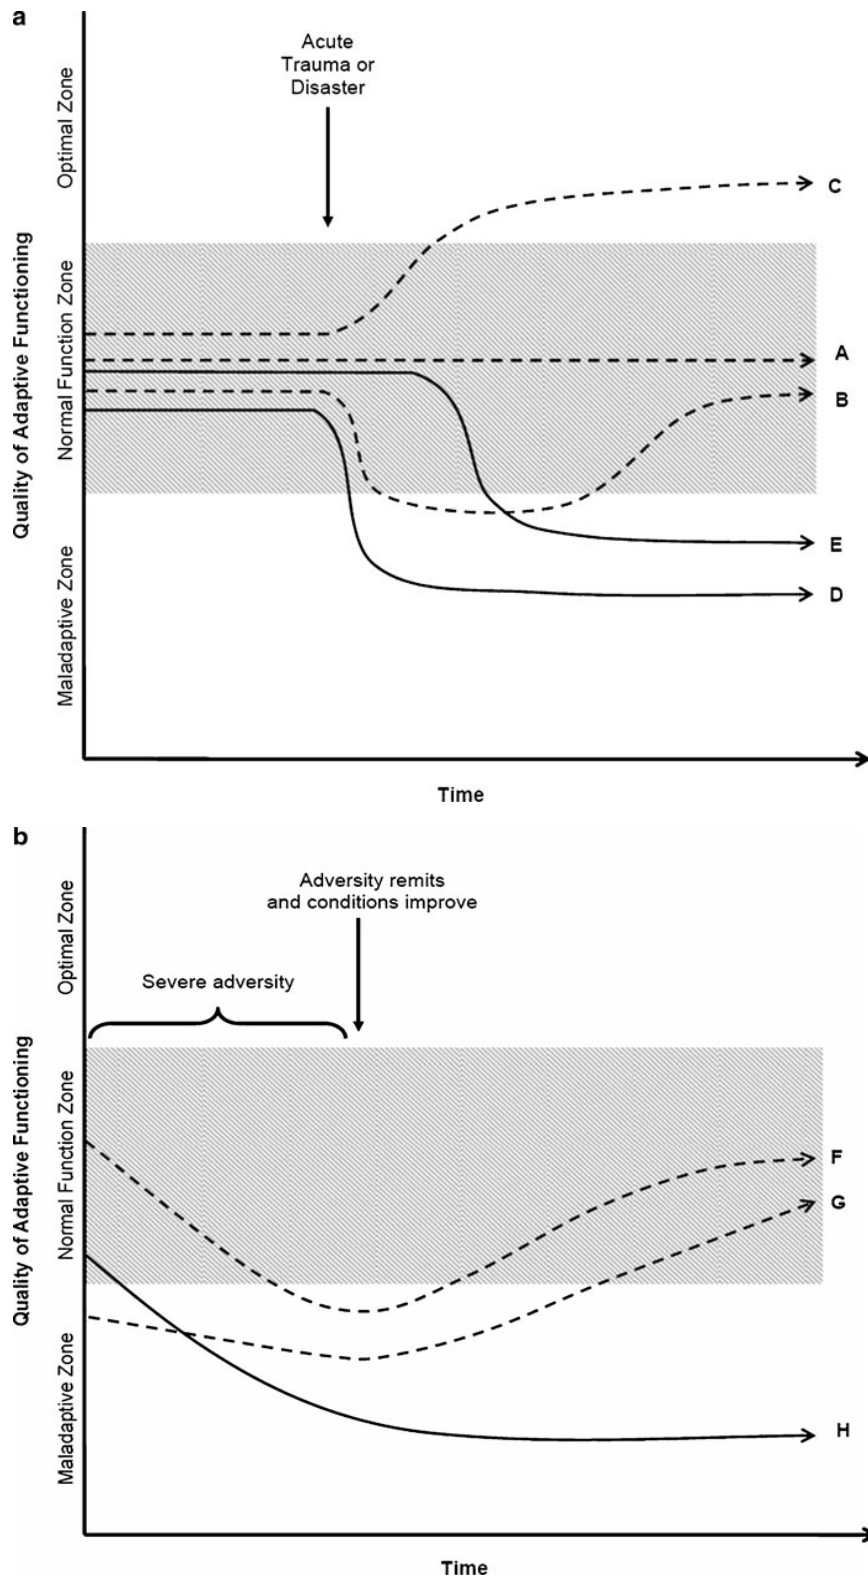 a
Acute
Trauma or
Disaster
Optimal Zone
Normal Function Zone
Maladaptive Zone
Quality of Adaptive Functioning
C
A
B
E
D
Time
b
Adversity remits
and conditions improve
Severe adversity
Optimal Zone
Normal Function Zone
Maladaptive Zone
Quality of Adaptive Functioning
F
G
H
Time